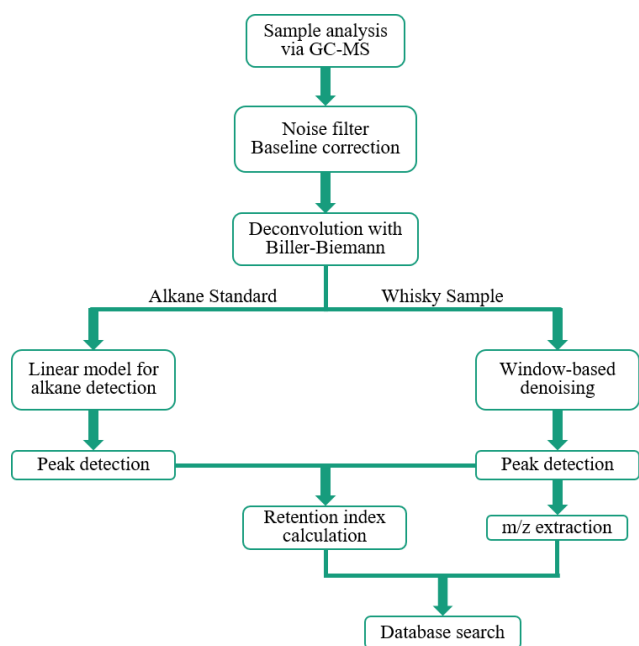 Sample analysis
via GC-MS
Noise filter
Baseline correction
Deconvolution with
Biller-Biemann
Alkane Standard
Whisky Sample
Linear model for
alkane detection
Window-based
denoising
Peak detection
Peak detection
Retention index
calculation
m/z extraction
Database search